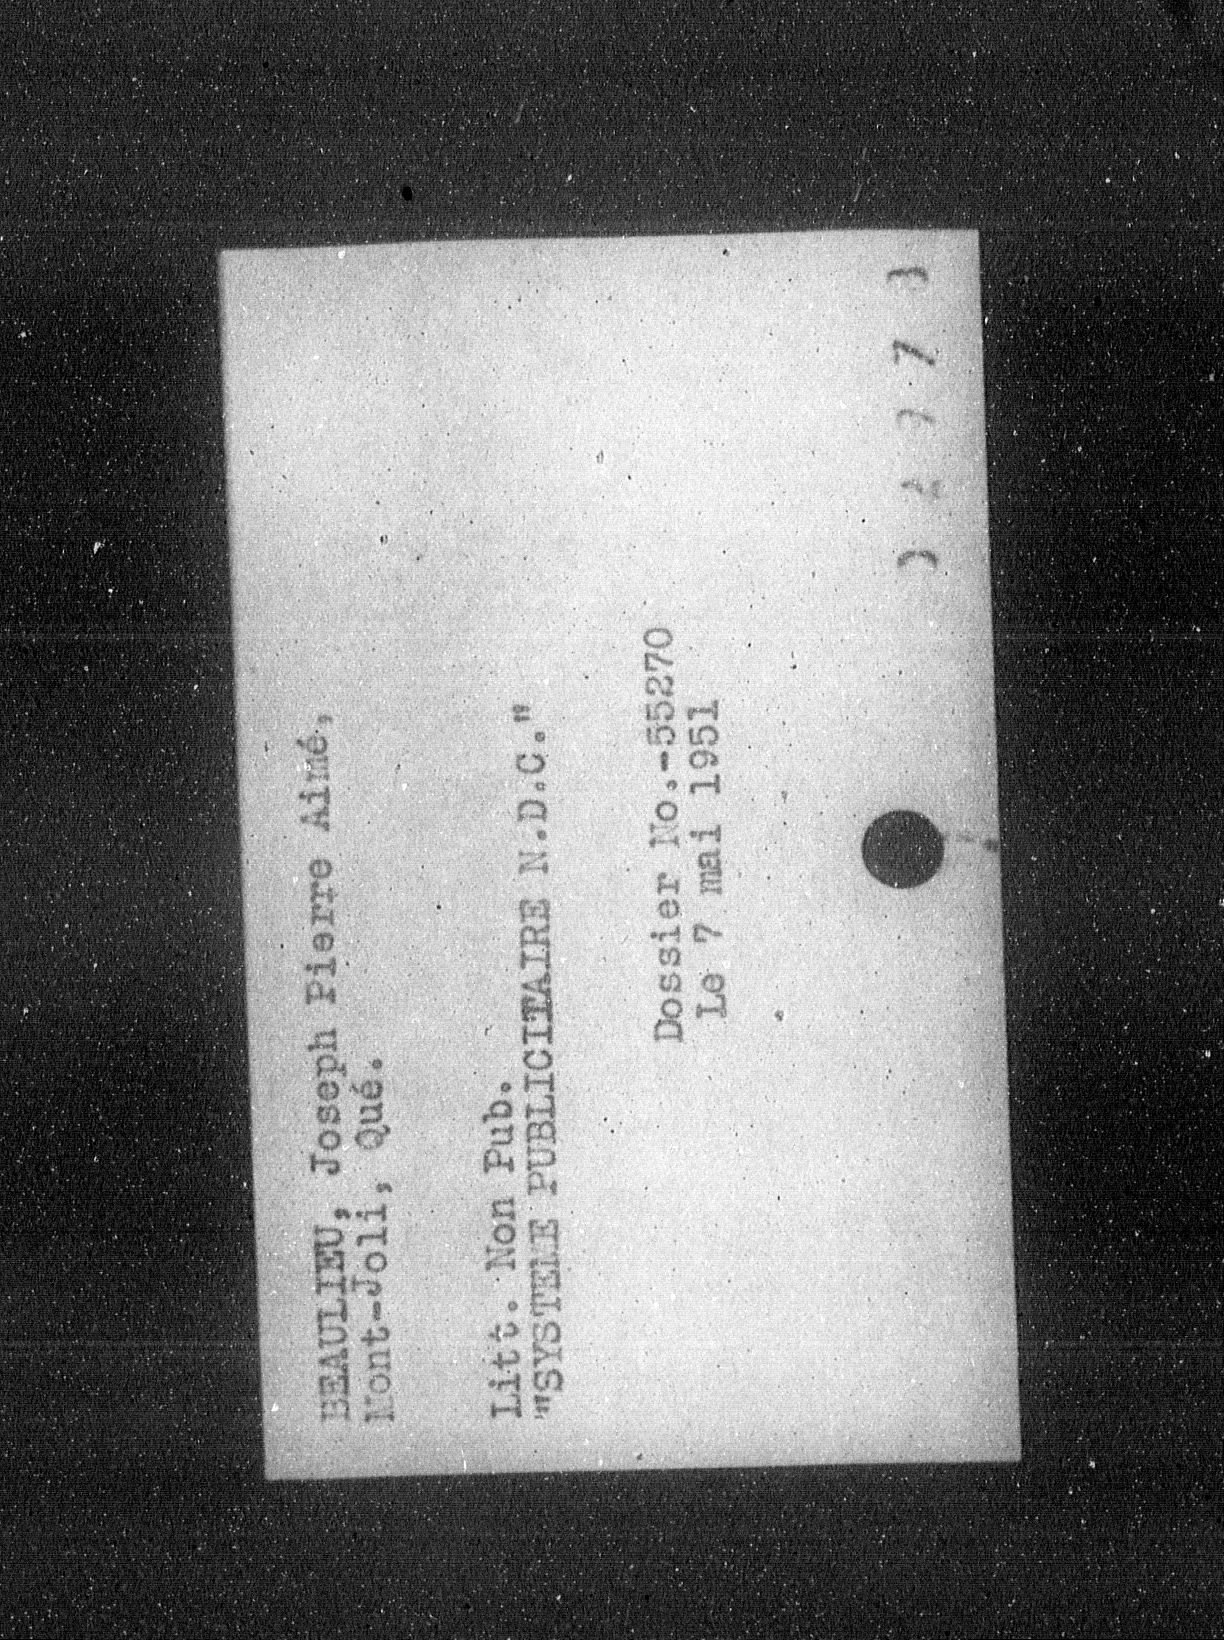 BEAULIEU, Joseph Pierre Aimé,
Mont-Joli, Qué.
Litt. Non Pub.
"SYSTEME PUBLICITAIRE N.D.C."
Dossier No.-55270
Le 7 mai 1951